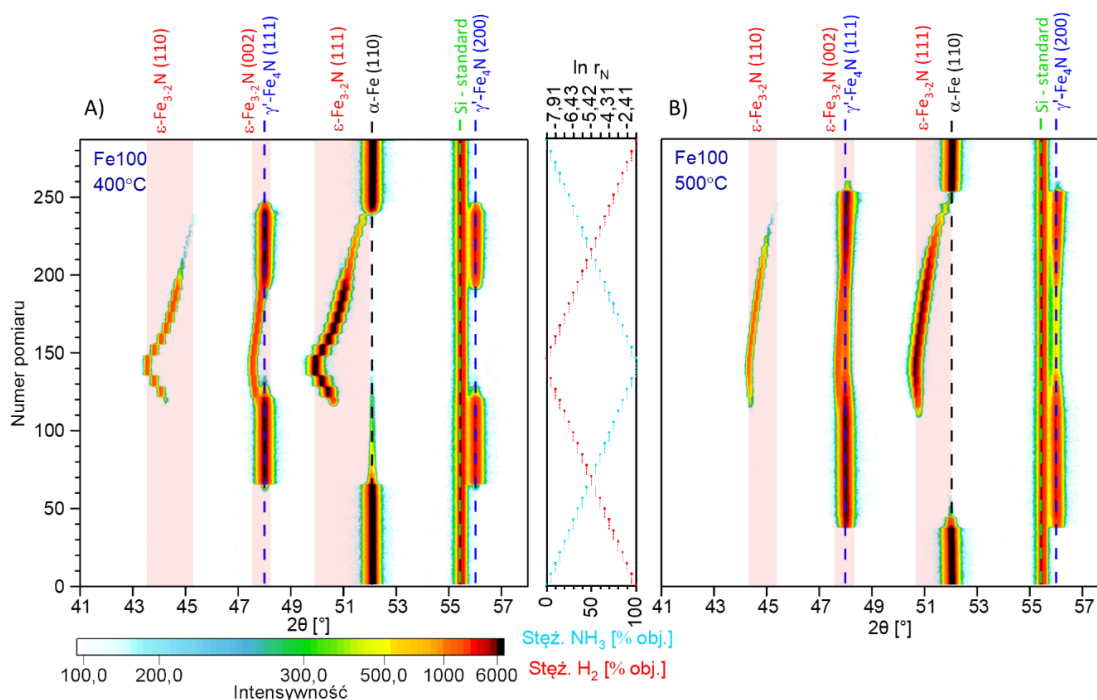 A)
ε-Fe3-2N (110)
ε-Fe3-2N (002)
γ'-Fe4N (111)
ε-Fe3-2N (111)
α-Fe (110)
Si - standard
γ'-Fe4N (200)
Fe100
400°C
Numer pomiaru
250
200
150
100
50
0
41 43 45 47 49 51 53 55 57
2θ [°]
ln rN
-7,91
-6,43
-5,42
-4,31
-2,41
0 50 100
Stęż. NH3 [% obj.]
Stęż. H2 [% obj.]
B)
ε-Fe3-2N (110)
ε-Fe3-2N (002)
γ'-Fe4N (111)
ε-Fe3-2N (111)
α-Fe (110)
Si - standard
γ'-Fe4N (200)
Fe100
500°C
41 43 45 47 49 51 53 55 57
2θ [°]
100,0 200,0 300,0 500,0 1000 6000
Intensywność